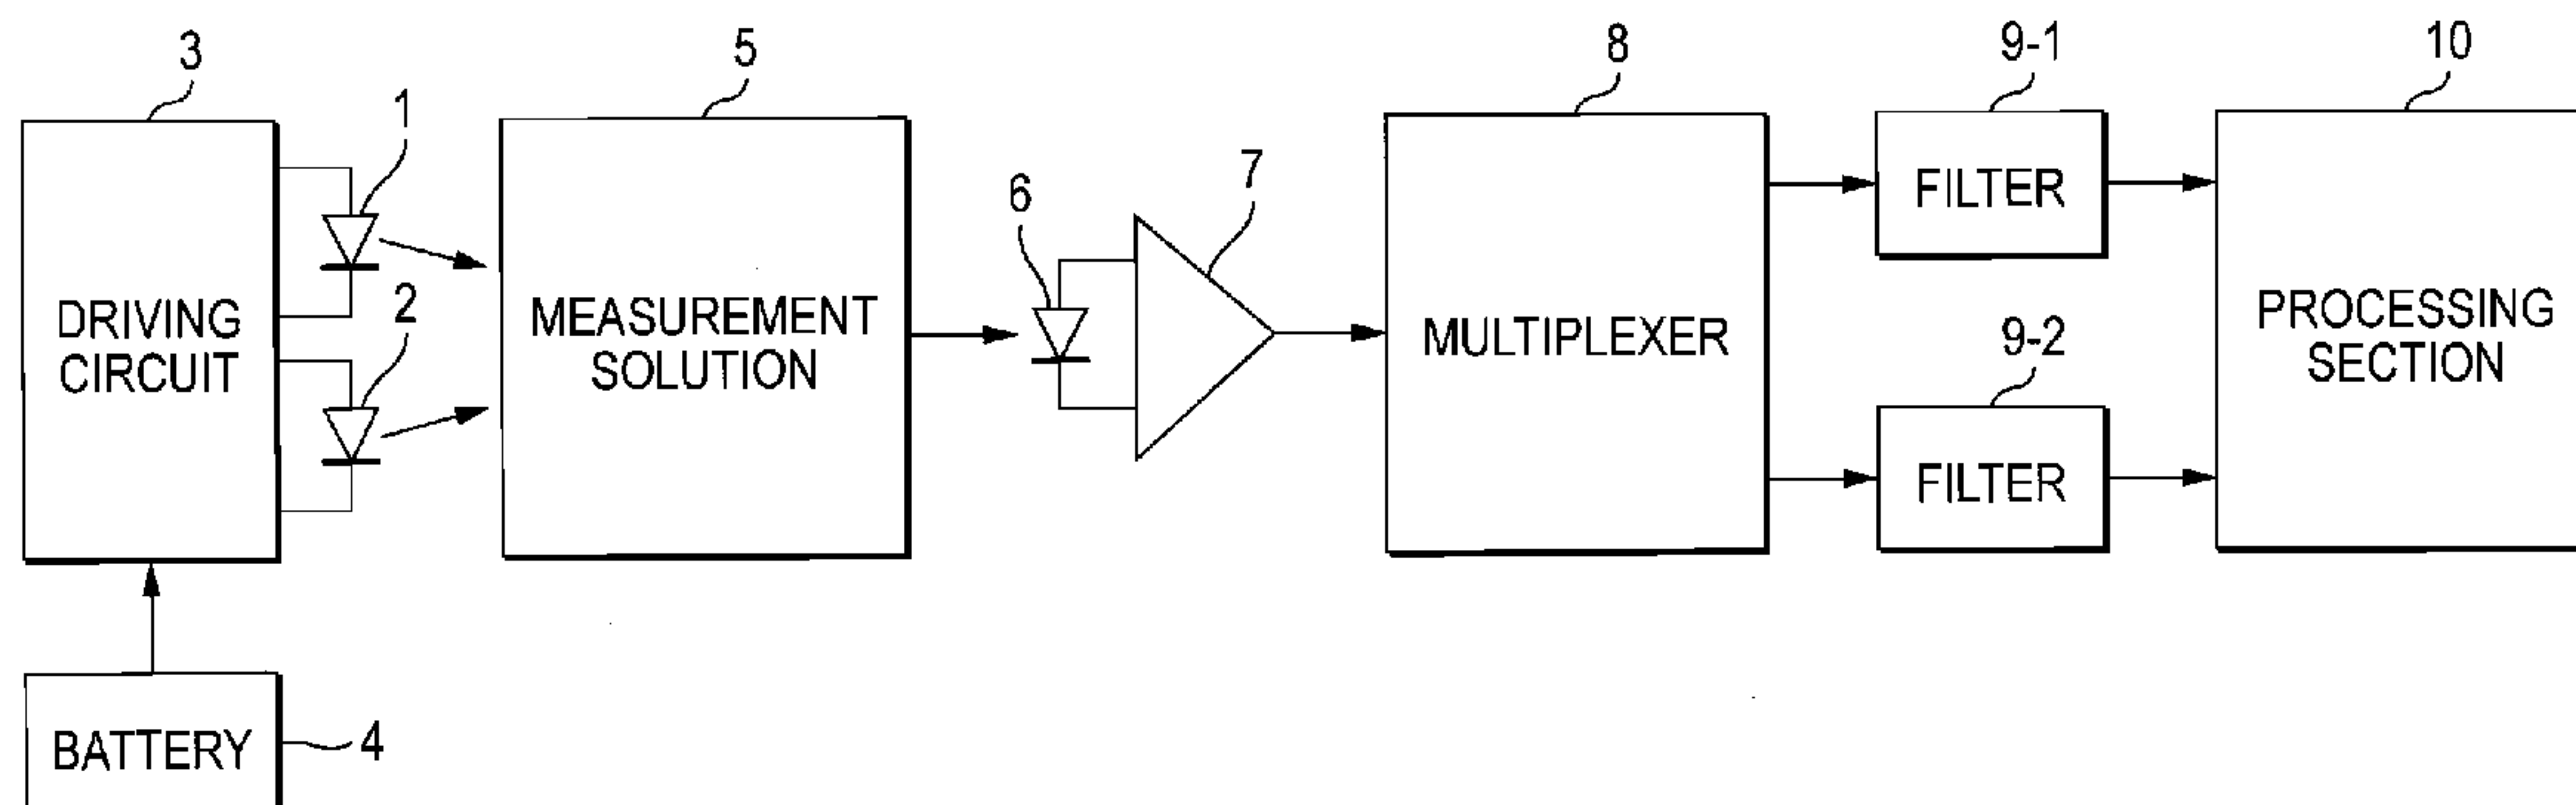 3
1
5
6
7
8
9-1
10
DRIVING
CIRCUIT
2
MEASUREMENT
SOLUTION
MULTIPLEXER
FILTER
9-2
FILTER
PROCESSING
SECTION
BATTERY
4